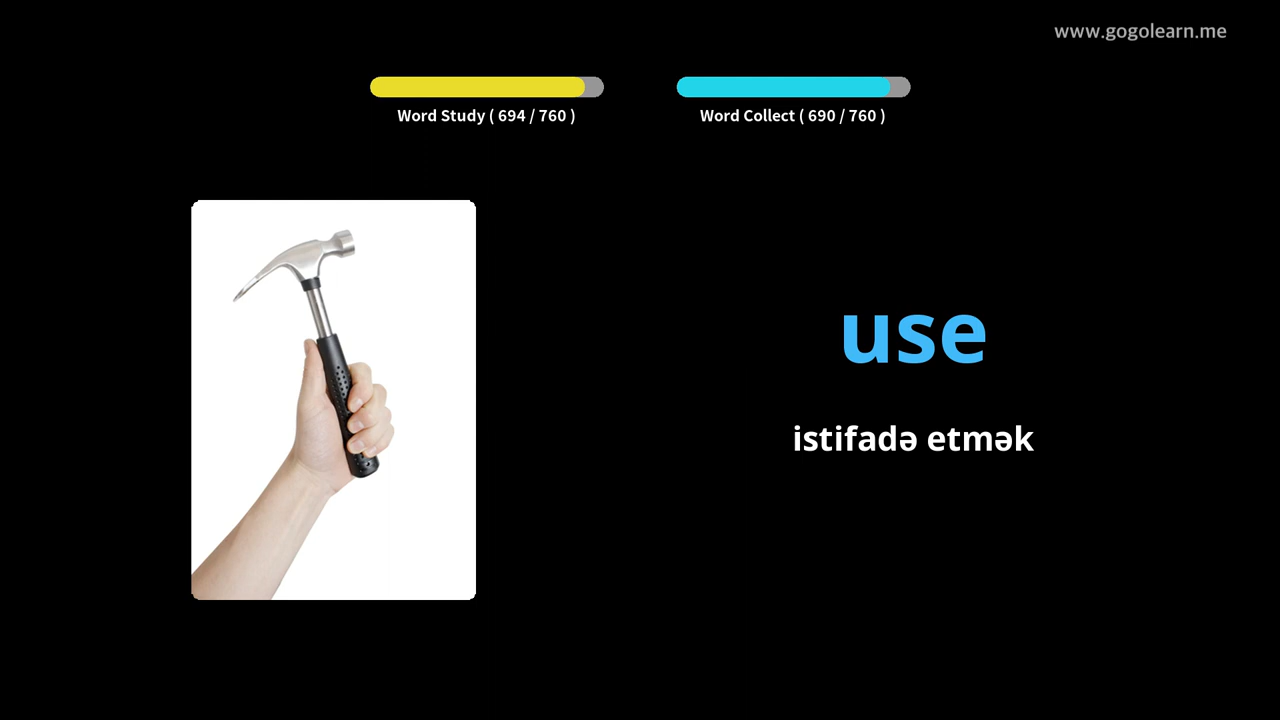 www.gogolearn.me
Word Study ( 694 / 760 )
Word Collect ( 690 / 760 )
use
istifadə etmək